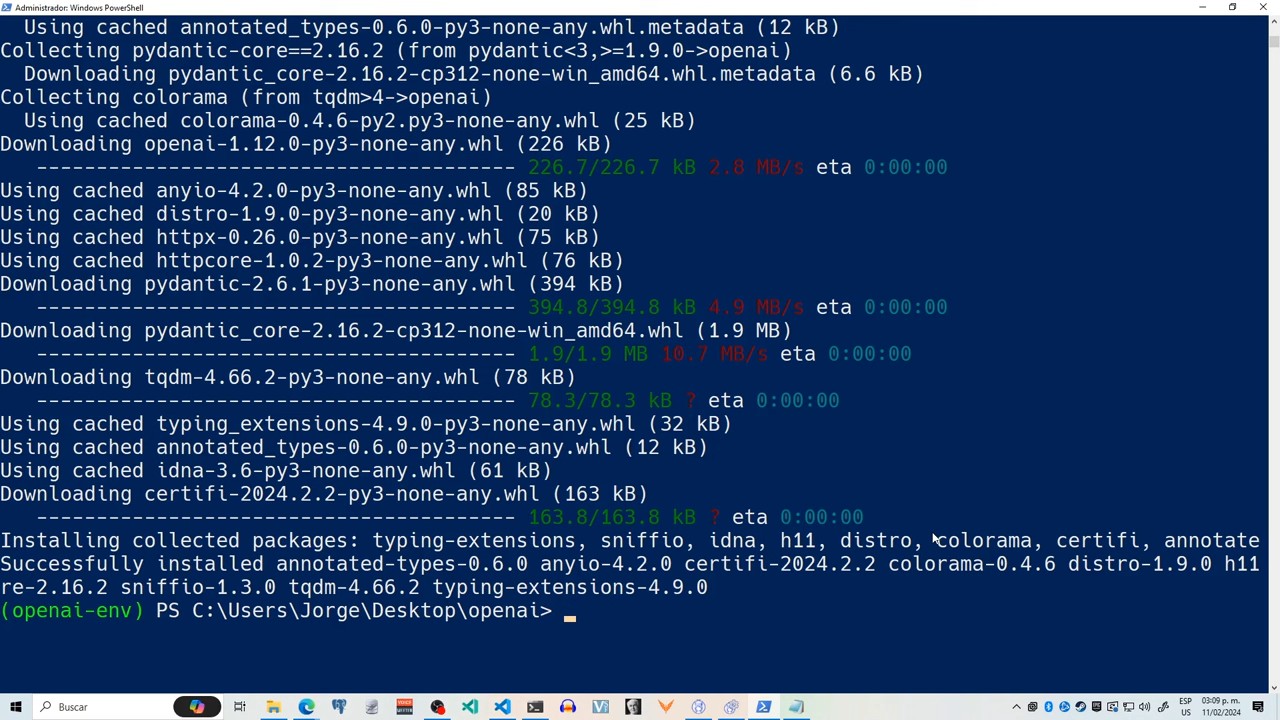 Administrador: Windows PowerShell
Using cached annotated_types-0.6.0-py3-none-any.whl.metadata (12 kB)
Collecting pydantic-core==2.16.2 (from pydantic<3,>=1.9.0->openai)
Downloading pydantic_core-2.16.2-cp312-none-win_amd64.whl.metadata (6.6 kB)
Collecting colorama (from tqdm>4->openai)
Using cached colorama-0.4.6-py2.py3-none-any.whl (25 kB)
Downloading openai-1.12.0-py3-none-any.whl (226 kB)
---------------------------------------- 226.7/226.7 kB 2.8 MB/s eta 0:00:00
Using cached anyio-4.2.0-py3-none-any.whl (85 kB)
Using cached distro-1.9.0-py3-none-any.whl (20 kB)
Using cached httpx-0.26.0-py3-none-any.whl (75 kB)
Using cached httpcore-1.0.2-py3-none-any.whl (76 kB)
Downloading pydantic-2.6.1-py3-none-any.whl (394 kB)
---------------------------------------- 394.8/394.8 kB 4.9 MB/s eta 0:00:00
Downloading pydantic_core-2.16.2-cp312-none-win_amd64.whl (1.9 MB)
---------------------------------------- 1.9/1.9 MB 10.7 MB/s eta 0:00:00
Downloading tqdm-4.66.2-py3-none-any.whl (78 kB)
---------------------------------------- 78.3/78.3 kB ? eta 0:00:00
Using cached typing_extensions-4.9.0-py3-none-any.whl (32 kB)
Using cached annotated_types-0.6.0-py3-none-any.whl (12 kB)
Using cached idna-3.6-py3-none-any.whl (61 kB)
Downloading certifi-2024.2.2-py3-none-any.whl (163 kB)
---------------------------------------- 163.8/163.8 kB ? eta 0:00:00
Installing collected packages: typing-extensions, sniffio, idna, h11, distro, colorama, certifi, annotate
Successfully installed annotated-types-0.6.0 anyio-4.2.0 certifi-2024.2.2 colorama-0.4.6 distro-1.9.0 h11
re-2.16.2 sniffio-1.3.0 tqdm-4.66.2 typing-extensions-4.9.0
(openai-env) PS C:\Users\Jorge\Desktop\openai>
Buscar
ESP 03:09 p. m.
US 11/02/2024